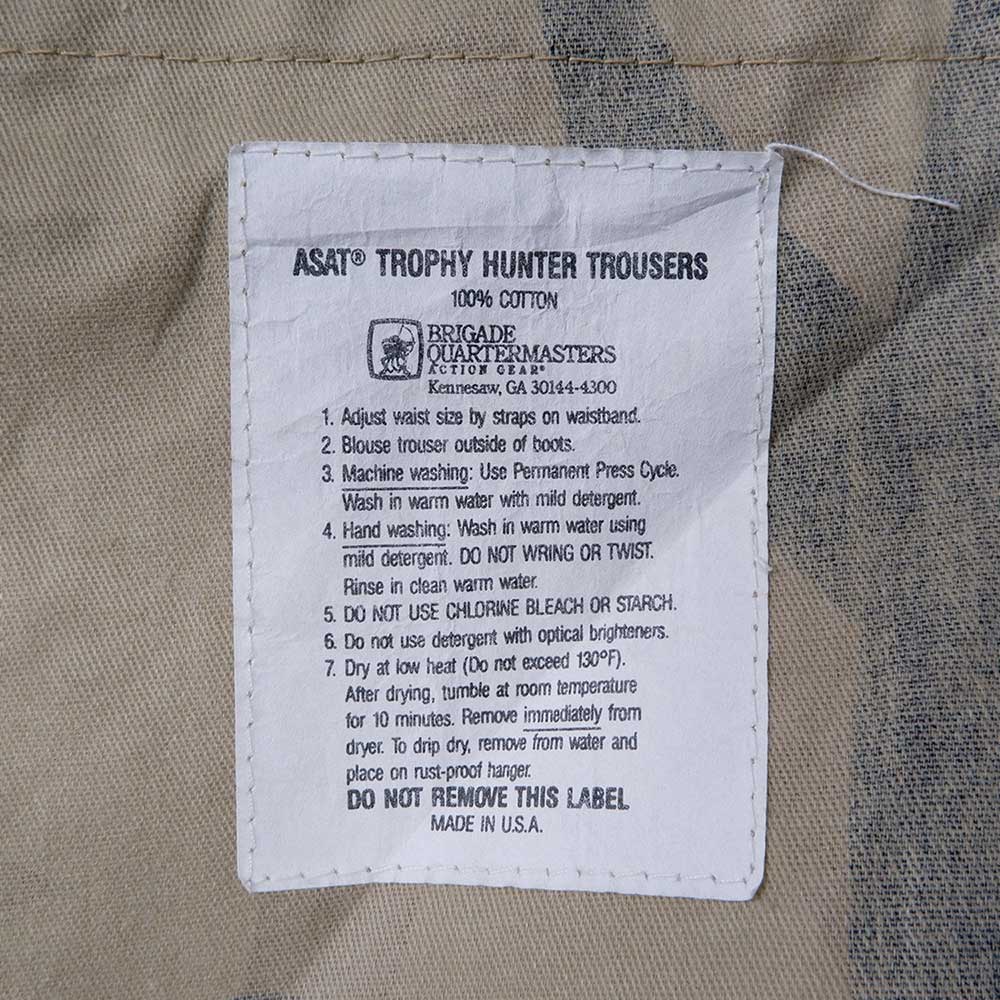 ASAT® TROPHY HUNTER TROUSERS
100% COTTON
BRIGADE
QUARTERMASTERS
ACTION GEAR®
Kennesaw, GA 30144-4300
1. Adjust waist size by straps on waistband.
2. Blouse trouser outside of boots.
3. Machine washing: Use Permanent Press Cycle.
Wash in warm water with mild detergent.
4. Hand washing: Wash in warm water using
mild detergent. DO NOT WRING OR TWIST.
Rinse in clean warm water.
5. DO NOT USE CHLORINE BLEACH OR STARCH.
6. Do not use detergent with optical brighteners.
7. Dry at low heat (Do not exceed 130°F).
After drying, tumble at room temperature
for 10 minutes. Remove immediately from
dryer. To drip dry, remove from water and
place on rust-proof hanger.
DO NOT REMOVE THIS LABEL
MADE IN U.S.A.